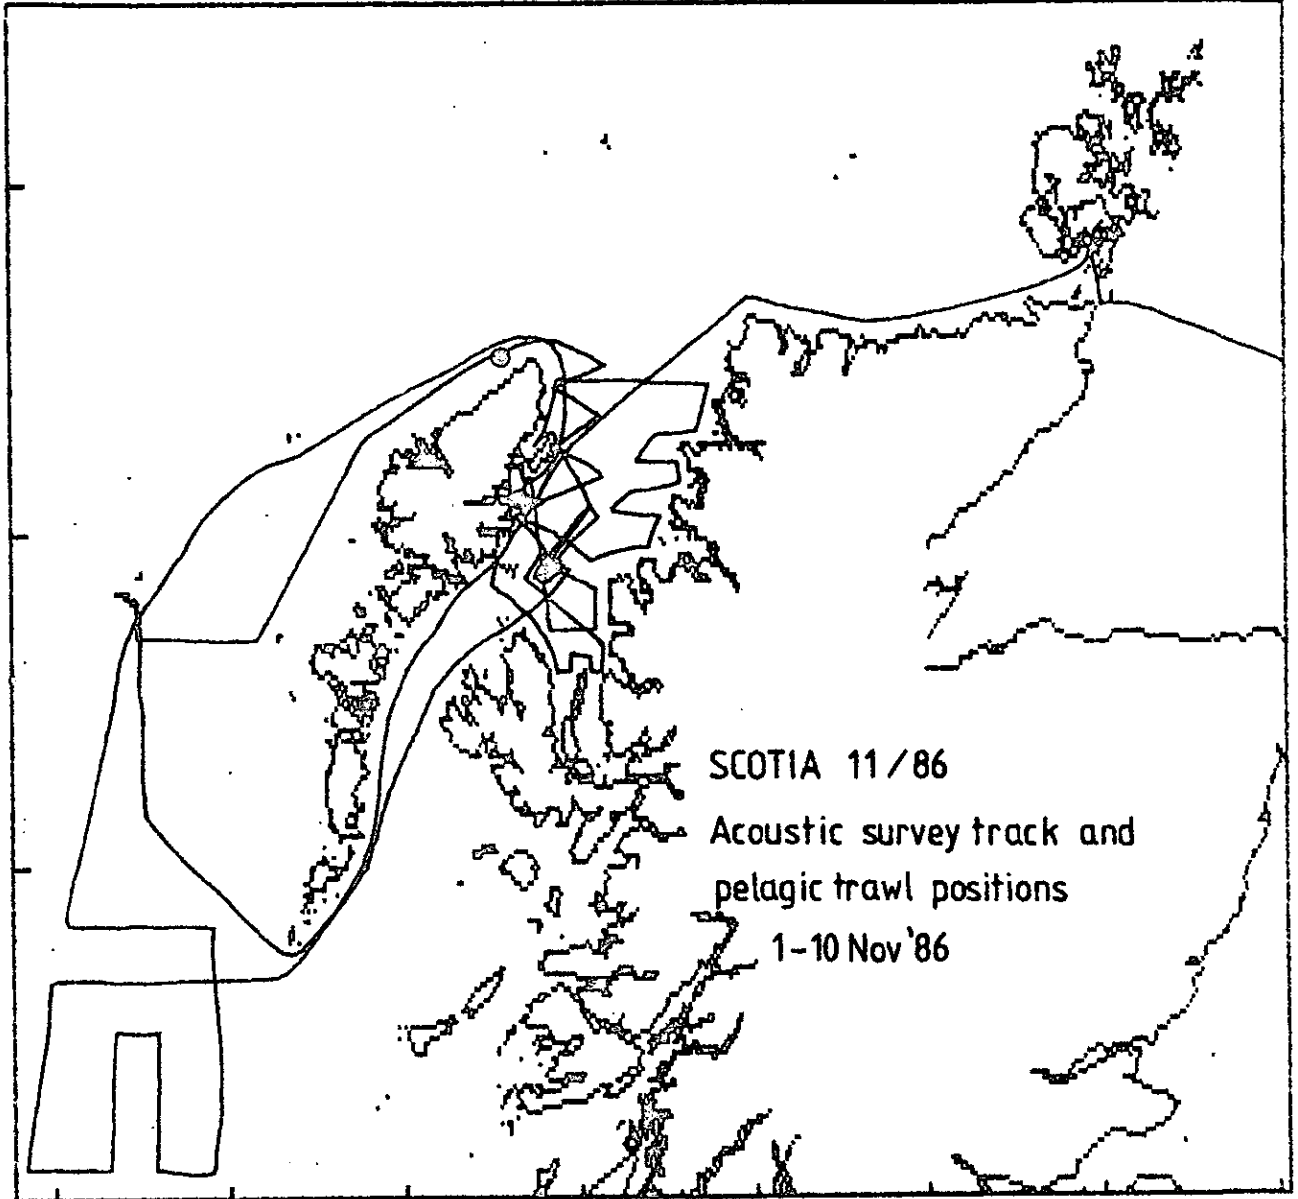 SCOTIA 11/86
Acoustic survey track and
pelagic trawl positions
1-10 Nov '86